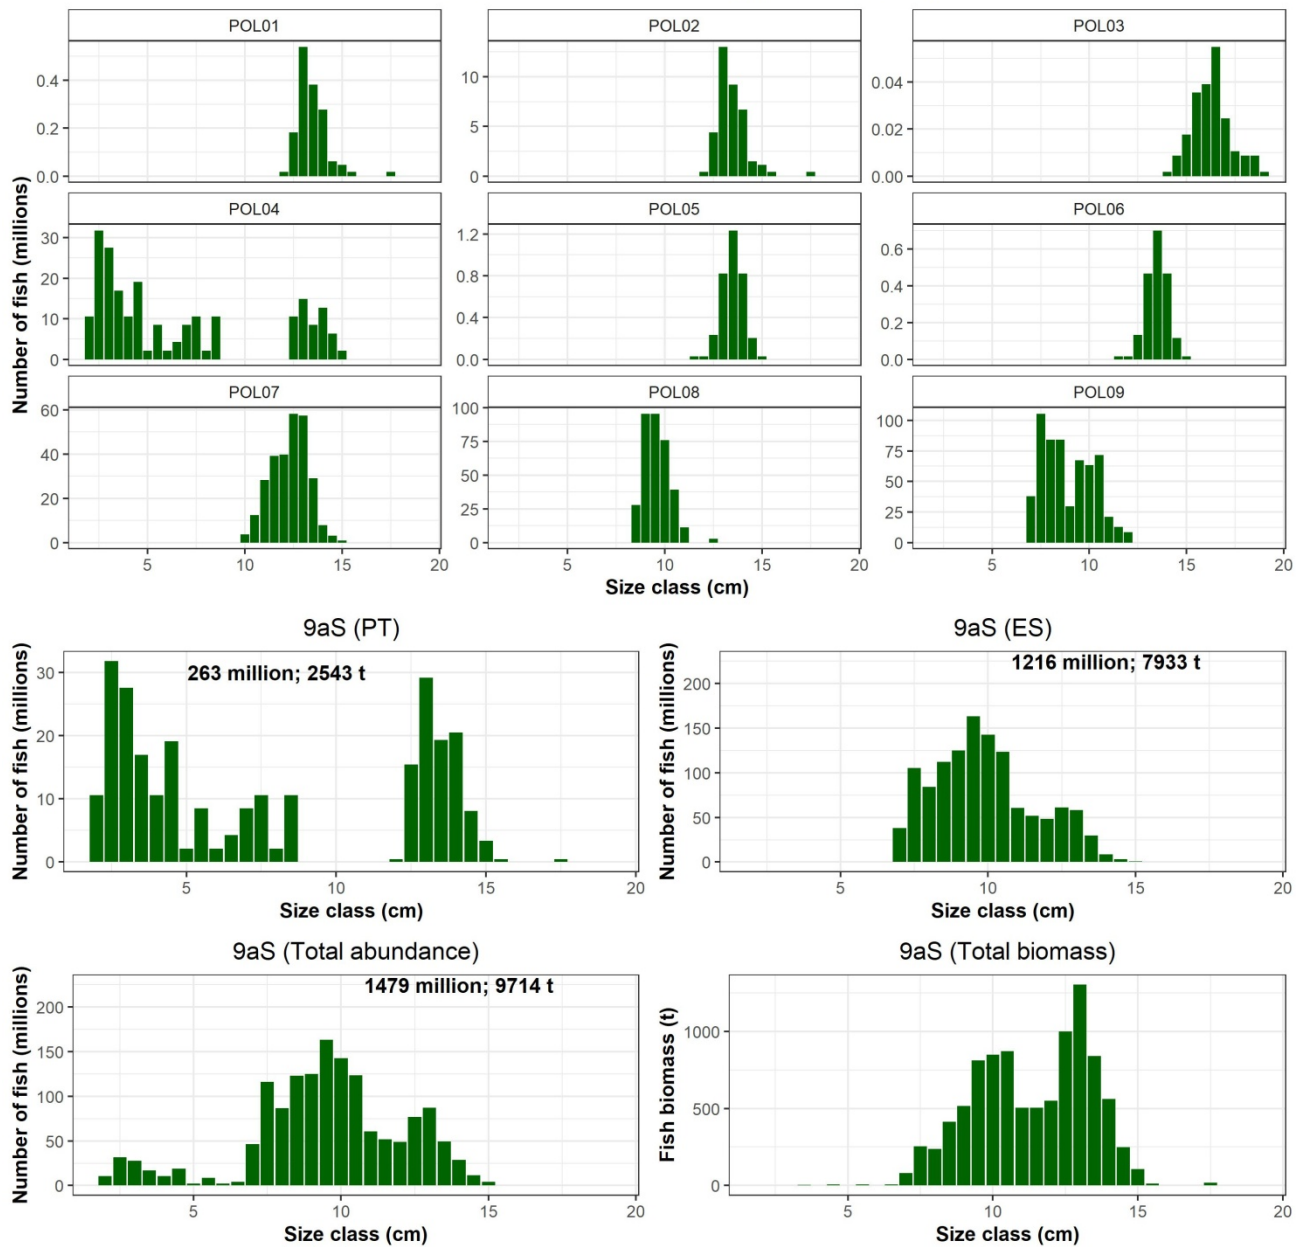 POL01 POL02 POL03
0.4 10 0.04
0.2 5 0.02
0.0 0 0.00
POL04 POL05 POL06
30 1.2 0.6
20 0.8 0.4
10 0.4 0.2
0 0.0 0.0
POL07 POL08 POL09
60 100 100
40 75 75
20 50 50
0 25 25
0 0
Number of fish (millions)
5 10 15 20 5 10 15 20 5 10 15 20
Size class (cm)
9aS (PT)
263 million; 2543 t
Number of fish (millions)
30
20
10
0
5 10 15 20
Size class (cm)
9aS (ES)
1216 million; 7933 t
Number of fish (millions)
200
150
100
50
0
5 10 15 20
Size class (cm)
9aS (Total abundance)
1479 million; 9714 t
Number of fish (millions)
200
150
100
50
0
5 10 15 20
Size class (cm)
9aS (Total biomass)
Fish biomass (t)
1000
500
0
5 10 15 20
Size class (cm)